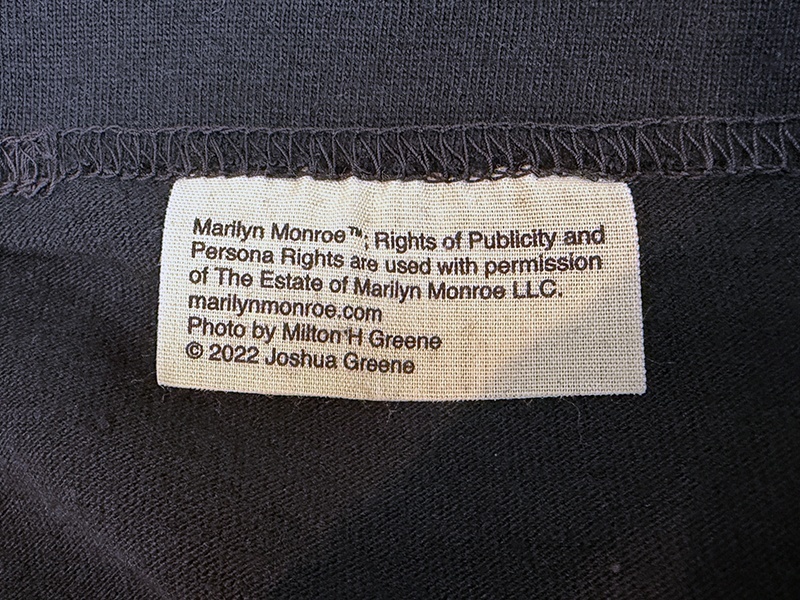 Marilyn Monroe™; Rights of Publicity and
Persona Rights are used with permission
of The Estate of Marilyn Monroe LLC.
marilynmonroe.com
Photo by Milton H Greene
© 2022 Joshua Greene